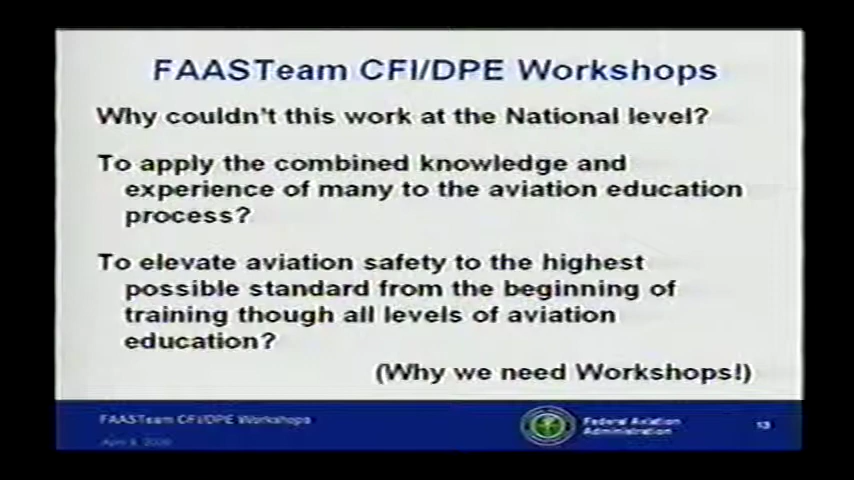 FAASTeam CFI/DPE Workshops
Why couldn't this work at the National level?
To apply the combined knowledge and
experience of many to the aviation education
process?
To elevate aviation safety to the highest
possible standard from the beginning of
training though all levels of aviation
education?
(Why we need Workshops!)
FAASTeam CFI/DPE Workshops
Federal Aviation
Administration
13
April